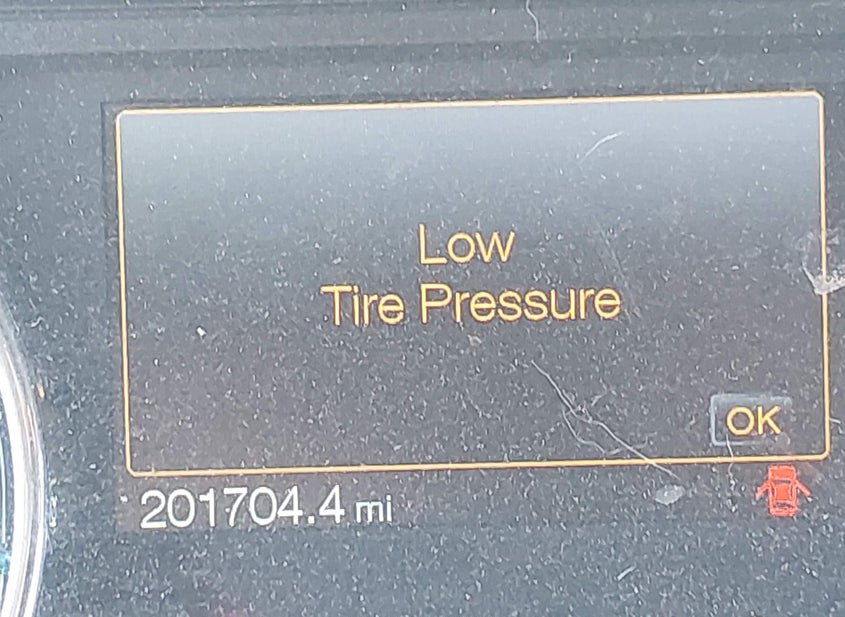 Low
Tire Pressure
OK
201704.4 mi